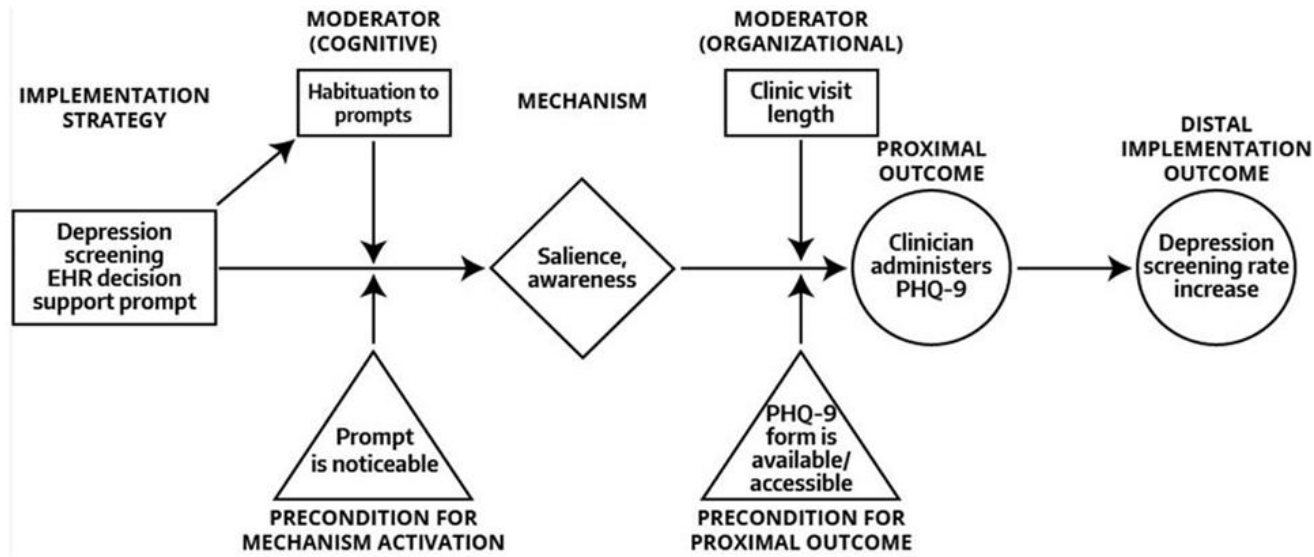 MODERATOR
(COGNITIVE)
MODERATOR
(ORGANIZATIONAL)
IMPLEMENTATION
STRATEGY
Habituation to
prompts
MECHANISM
Clinic visit
length
PROXIMAL
OUTCOME
DISTAL
IMPLEMENTATION
OUTCOME
Depression
screening
EHR decision
support prompt
Salience,
awareness
Clinician
administers
PHQ-9
Depression
screening rate
increase
Prompt
is noticeable
PHQ-9
form is
available/
accessible
PRECONDITION FOR
MECHANISM ACTIVATION
PRECONDITION FOR
PROXIMAL OUTCOME